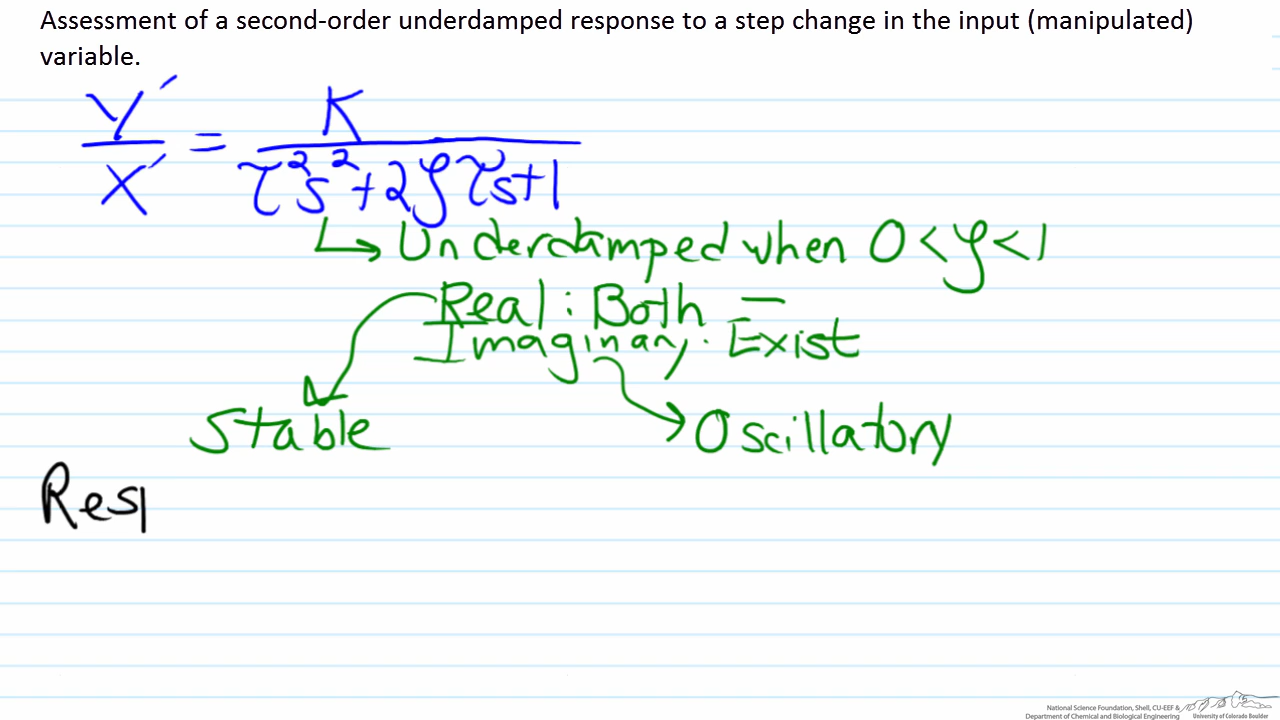 Assessment of a second-order underdamped response to a step change in the input (manipulated)
variable.
Y′/X′ = K/(τ²s²+2ζτs+1)
↳ Underdamped when 0<ζ<1
Real: Both −
Imaginary: Exist
Stable
Oscillatory
Resp
National Science Foundation, Shell, CU-EEF &
Department of Chemical and Biological Engineering
University of Colorado Boulder